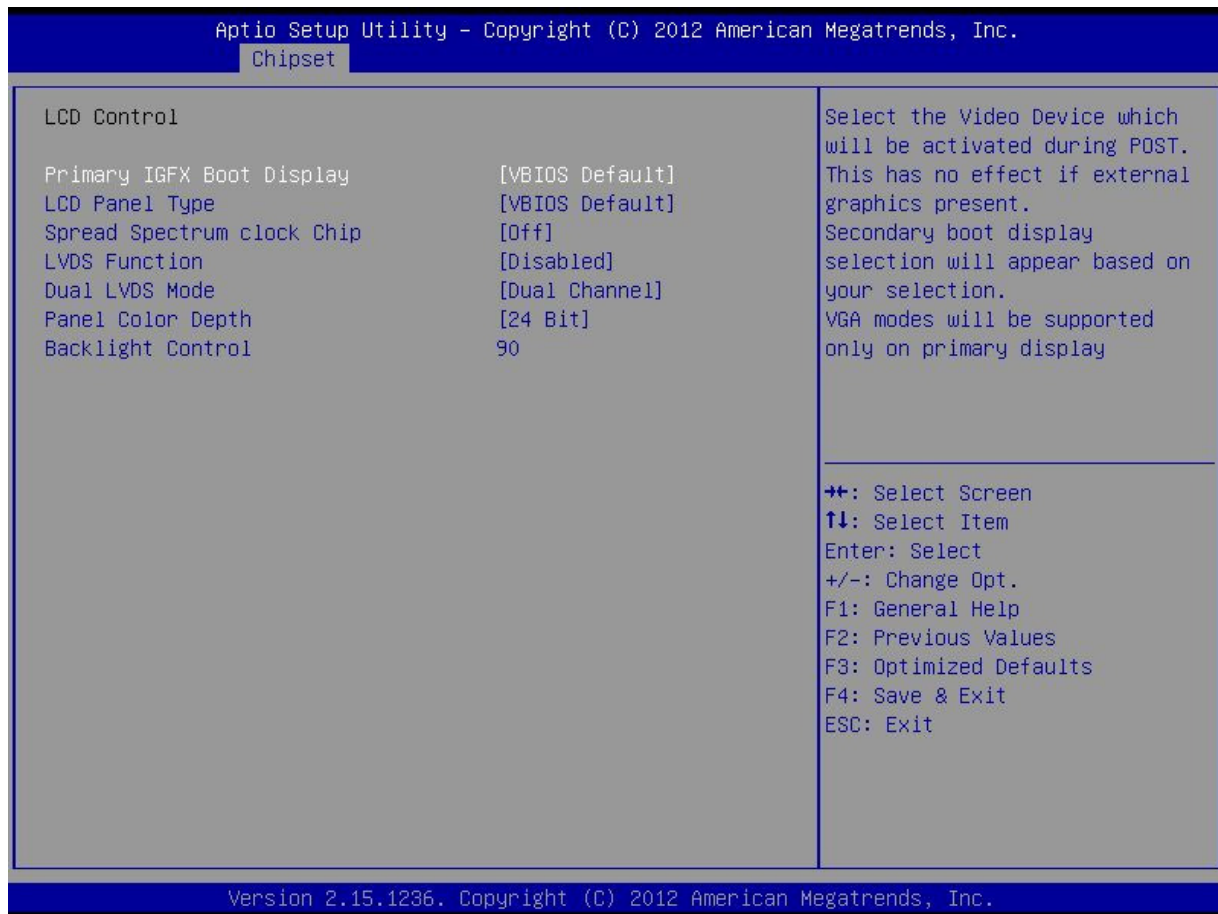 Aptio Setup Utility – Copyright (C) 2012 American Megatrends, Inc.
Chipset
LCD Control
Primary IGFX Boot Display [VBIOS Default]
LCD Panel Type [VBIOS Default]
Spread Spectrum clock Chip [Off]
LVDS Function [Disabled]
Dual LVDS Mode [Dual Channel]
Panel Color Depth [24 Bit]
Backlight Control 90
Select the Video Device which
will be activated during POST.
This has no effect if external
graphics present.
Secondary boot display
selection will appear based on
your selection.
VGA modes will be supported
only on primary display
→←: Select Screen
↑↓: Select Item
Enter: Select
+/-: Change Opt.
F1: General Help
F2: Previous Values
F3: Optimized Defaults
F4: Save & Exit
ESC: Exit
Version 2.15.1236. Copyright (C) 2012 American Megatrends, Inc.